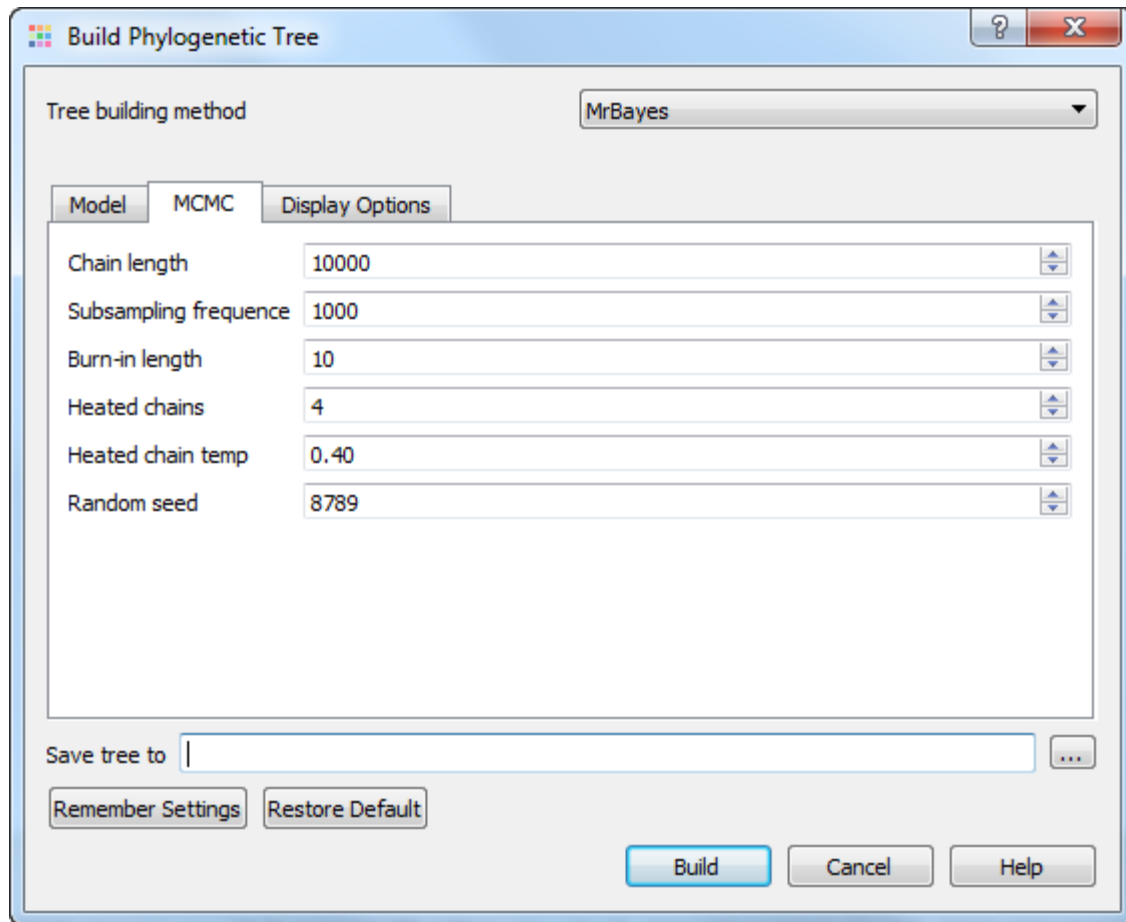 Build Phylogenetic Tree
Tree building method MrBayes
Model MCMC Display Options
Chain length 10000
Subsampling frequence 1000
Burn-in length 10
Heated chains 4
Heated chain temp 0.40
Random seed 8789
Save tree to ...
Remember Settings Restore Default
Build Cancel Help